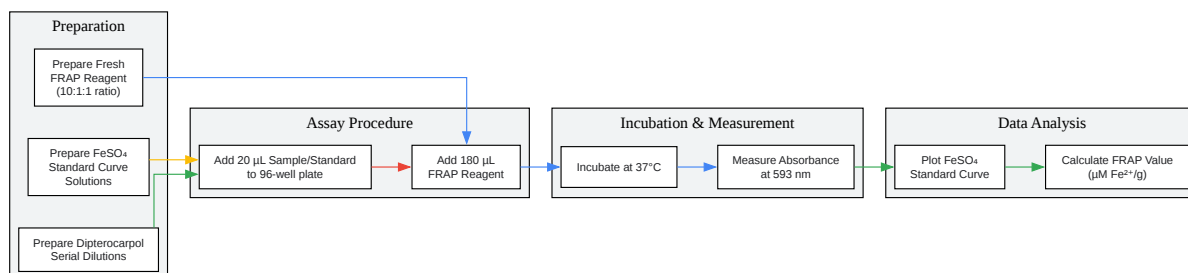 Preparation
Prepare Fresh
FRAP Reagent
(10:1:1 ratio)
Prepare FeSO₄
Standard Curve
Solutions
Prepare Dipterocarpol
Serial Dilutions
Assay Procedure
Add 20 µL Sample/Standard
to 96-well plate
Add 180 µL
FRAP Reagent
Incubation & Measurement
Incubate at 37°C
Measure Absorbance
at 593 nm
Data Analysis
Plot FeSO₄
Standard Curve
Calculate FRAP Value
(µM Fe²⁺/g)